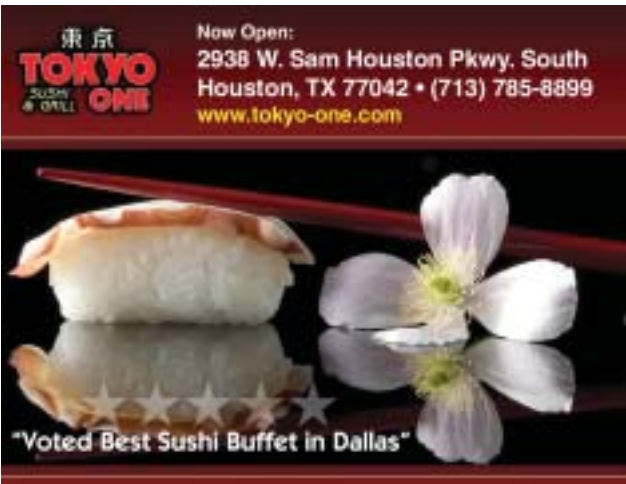 東京
TOKYO
SUSHI
& GRILL ONE
Now Open:
2938 W. Sam Houston Pkwy. South
Houston, TX 77042 • (713) 785-8899
www.tokyo-one.com
"Voted Best Sushi Buffet in Dallas"